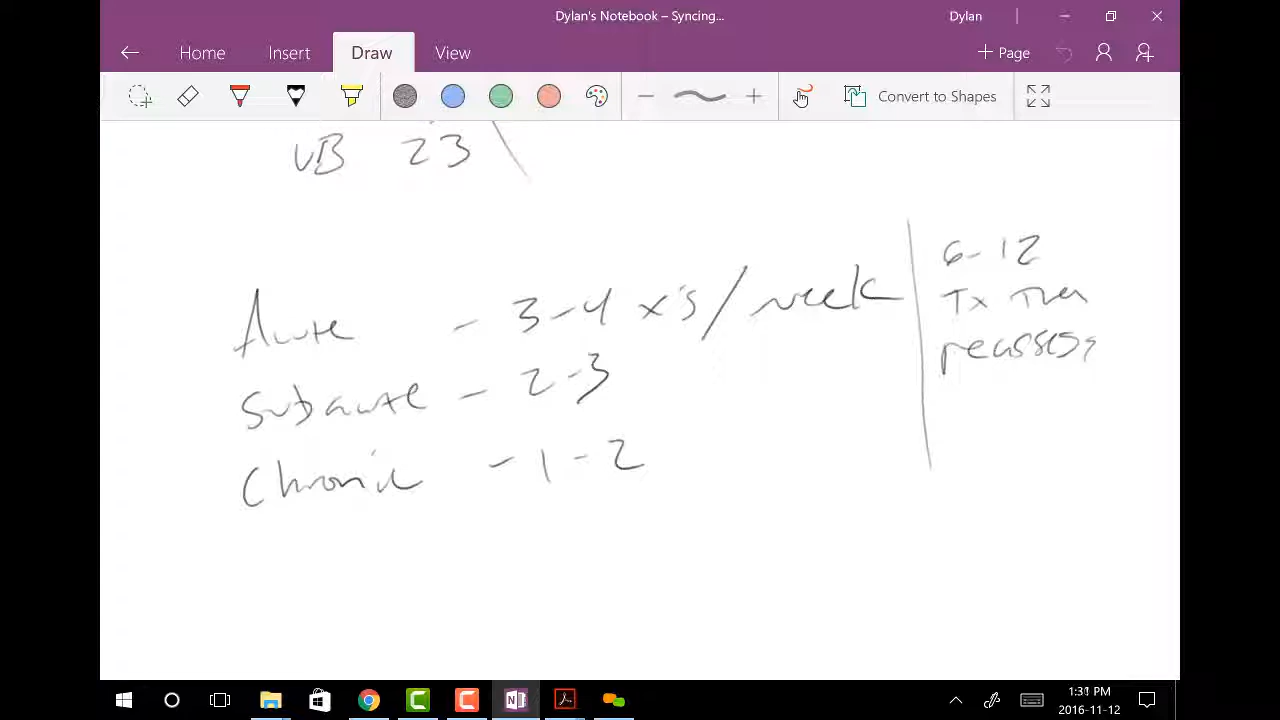 Dylan's Notebook – Syncing...
Dylan
Home Insert Draw View
Page
Convert to Shapes
UB 23
Acute - 3-4 x's/week
Subacute - 2-3
Chronic - 1-2
6-12
Tx Then
reassess
1:31 PM
2016-11-12